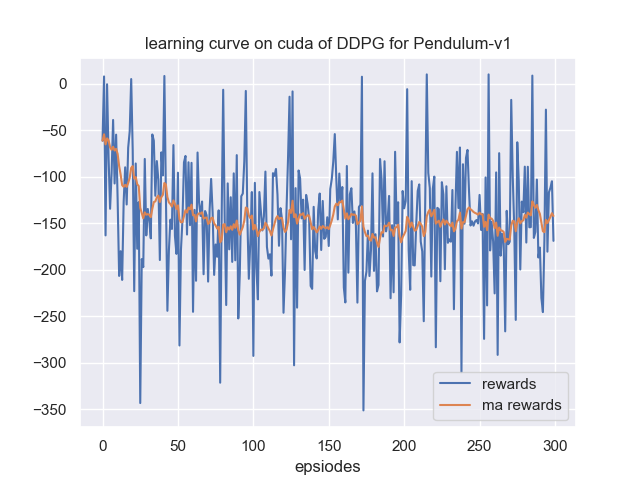 learning curve on cuda of DDPG for Pendulum-v1
0
−50
−100
−150
−200
−250
−300
−350
rewards
ma rewards
0 50 100 150 200 250 300
epsiodes